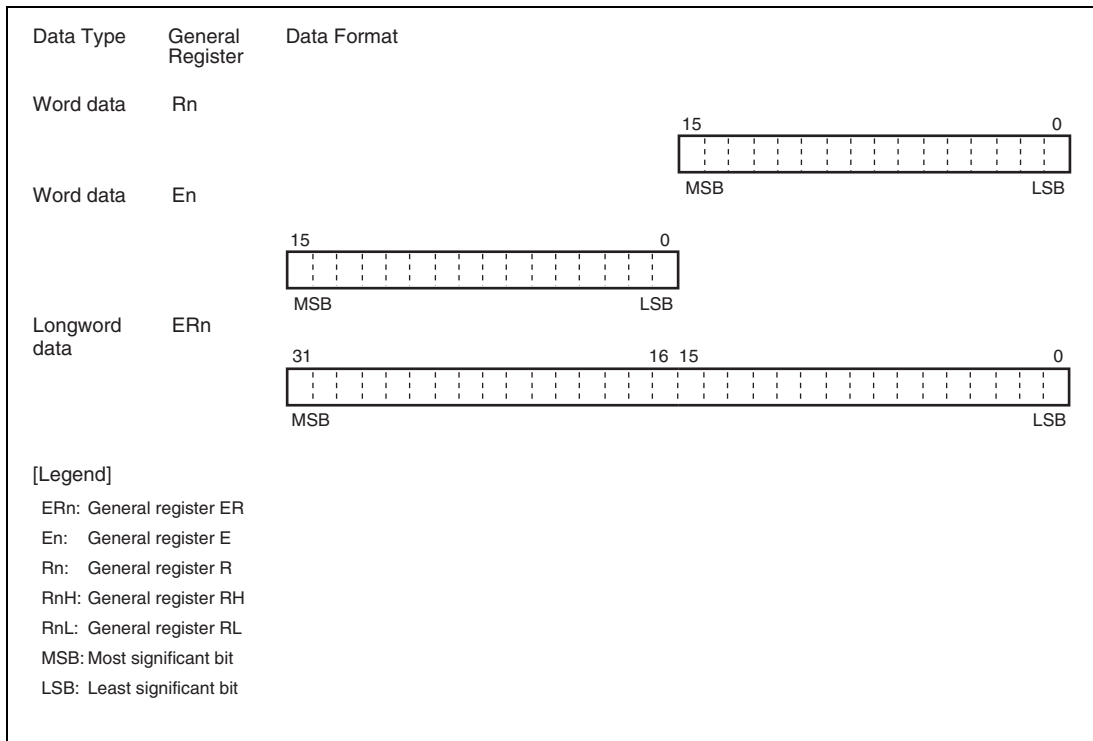 Data Type General Register Data Format
Word data Rn
15 0
MSB LSB
Word data En
15 0
MSB LSB
Longword data ERn
31 16 15 0
MSB LSB
[Legend]
ERn: General register ER
En: General register E
Rn: General register R
RnH: General register RH
RnL: General register RL
MSB: Most significant bit
LSB: Least significant bit